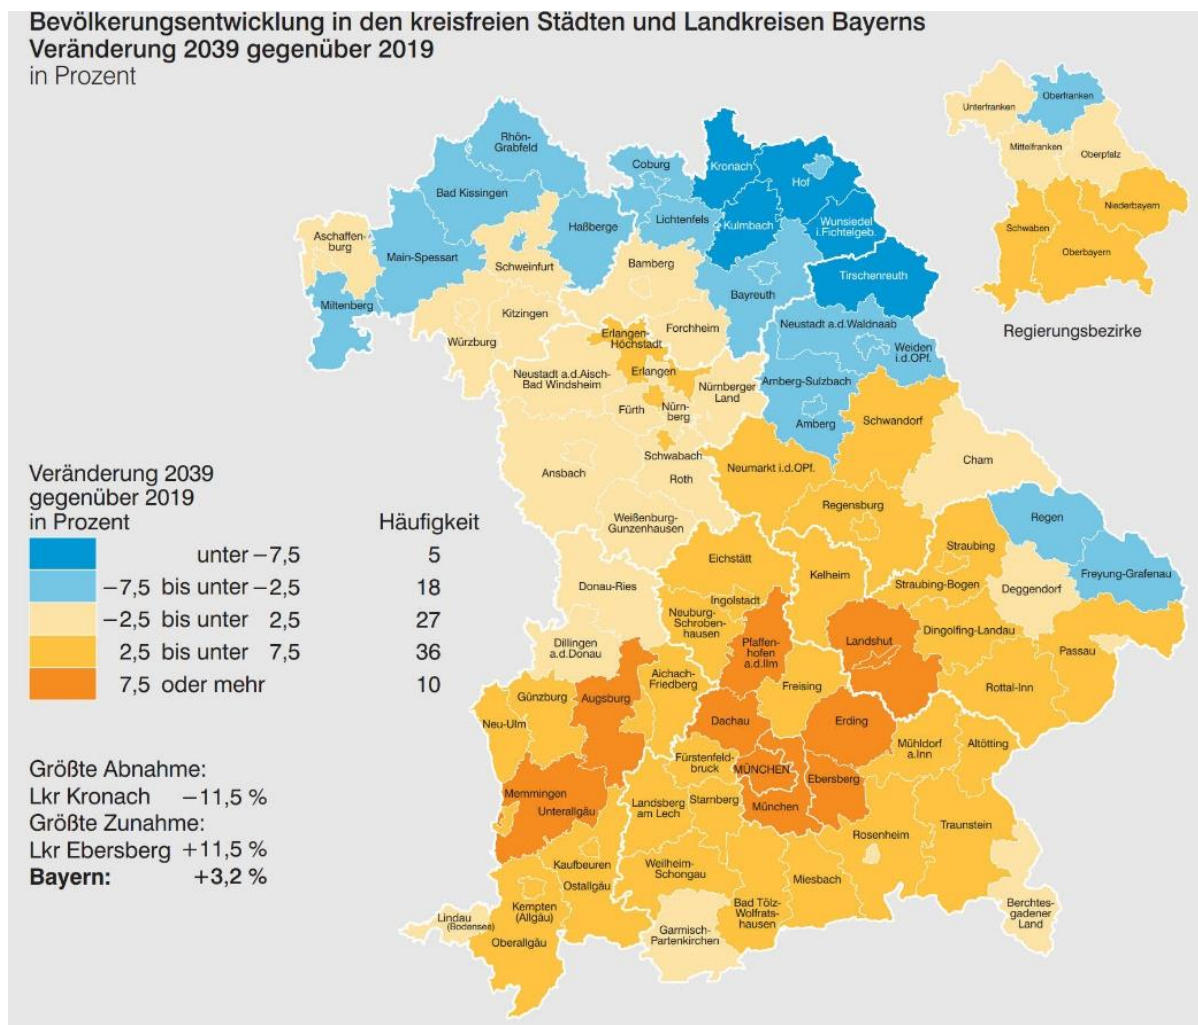 Bevölkerungsentwicklung in den kreisfreien Städten und Landkreisen Bayerns
Veränderung 2039 gegenüber 2019
in Prozent
Unterfranken
Oberfranken
Mittelfranken
Oberpfalz
Niederbayern
Schwaben
Oberbayern
Regierungsbezirke
Rhön-
Grabfeld
Coburg
Kronach
Hof
Bad Kissingen
Lichtenfels
Kulmbach
Wunsiedel
i.Fichtelgeb.
Haßberge
Aschaffen-
burg
Main-Spessart
Schweinfurt
Bamberg
Tirschenreuth
Bayreuth
Miltenberg
Kitzingen
Würzburg
Forchheim
Neustadt a.d.Waldnaab
Weiden
i.d.OPf.
Erlangen-
Höchstadt
Erlangen
Neustadt a.d.Aisch-
Bad Windsheim
Nürnberger
Land
Amberg-Sulzbach
Fürth
Nürn-
berg
Amberg
Schwandorf
Schwabach
Ansbach
Roth
Neumarkt i.d.OPf.
Cham
Regensburg
Weißenburg-
Gunzenhausen
Regen
Straubing
Eichstätt
Kelheim
Freyung-Grafenau
Straubing-Bogen
Deggendorf
Donau-Ries
Ingolstadt
Neuburg-
Schroben-
hausen
Dingolfing-Landau
Pfaffen-
hofen
a.d.Ilm
Landshut
Dillingen
a.d.Donau
Passau
Aichach-
Friedberg
Freising
Rottal-Inn
Günzburg
Augsburg
Neu-Ulm
Dachau
Erding
Mühldorf
a.Inn
Altötting
Fürstenfeld-
bruck
MÜNCHEN
Ebersberg
Memmingen
Unterallgäu
Landsberg
am Lech
Starnberg
München
Rosenheim
Traunstein
Kaufbeuren
Ostallgäu
Weilheim-
Schongau
Miesbach
Bad Tölz-
Wolfrats-
hausen
Berchtes-
gadener
Land
Kempten
(Allgäu)
Lindau
(Bodensee)
Oberallgäu
Garmisch-
Partenkirchen
Veränderung 2039
gegenüber 2019
in Prozent Häufigkeit
unter −7,5 5
−7,5 bis unter −2,5 18
−2,5 bis unter 2,5 27
2,5 bis unter 7,5 36
7,5 oder mehr 10
Größte Abnahme:
Lkr Kronach −11,5 %
Größte Zunahme:
Lkr Ebersberg +11,5 %
Bayern: +3,2 %